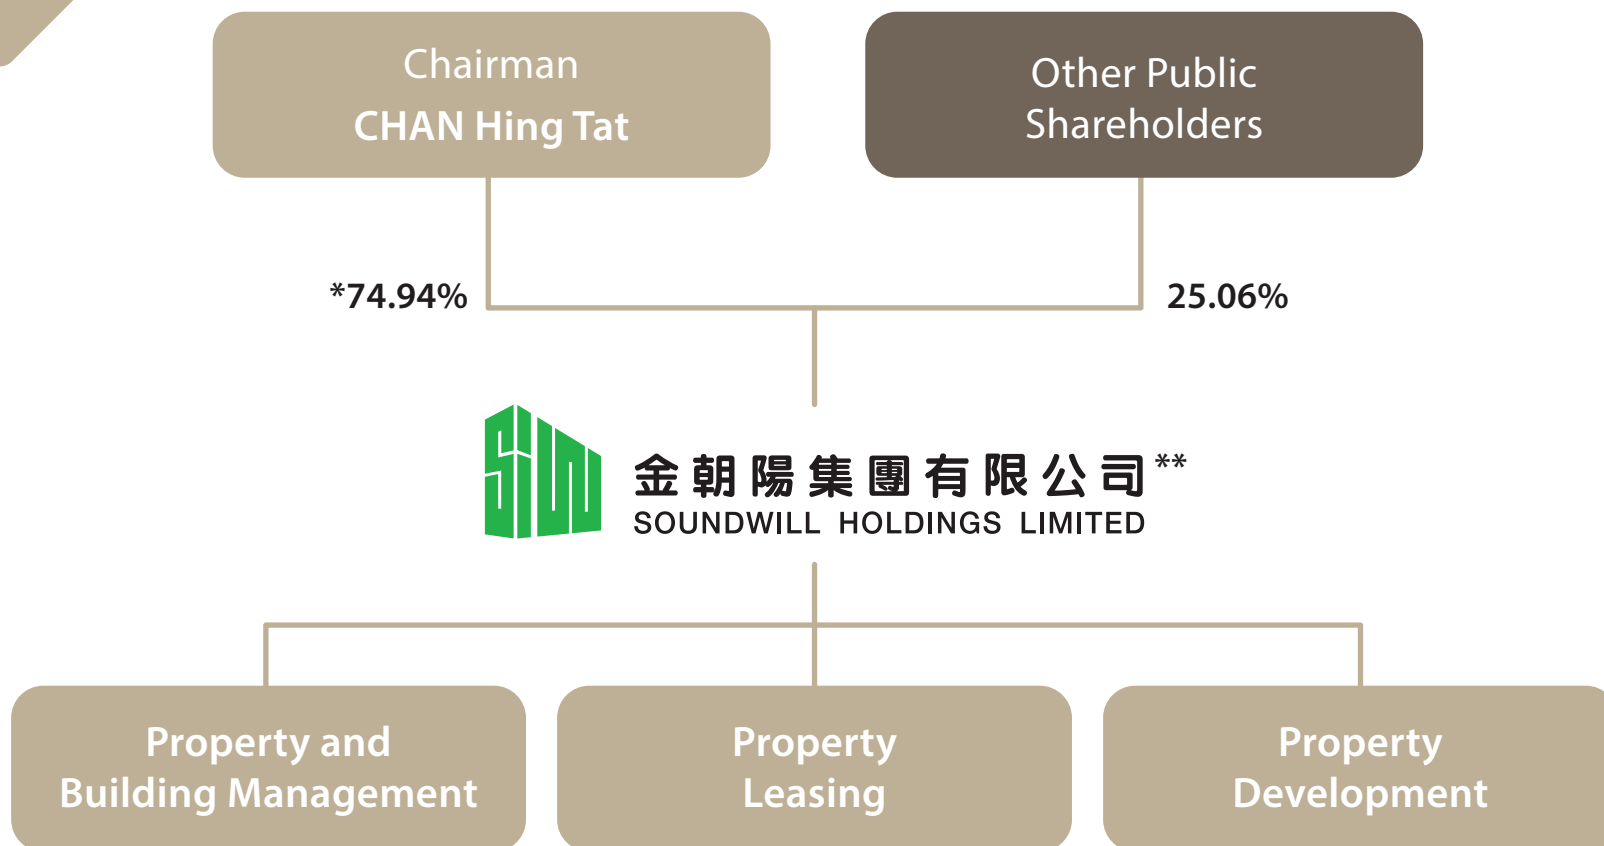 Chairman
CHAN Hing Tat
Other Public
Shareholders
*74.94%
25.06%
金朝陽集團有限公司**
SOUNDWILL HOLDINGS LIMITED
Property and
Building Management
Property
Leasing
Property
Development